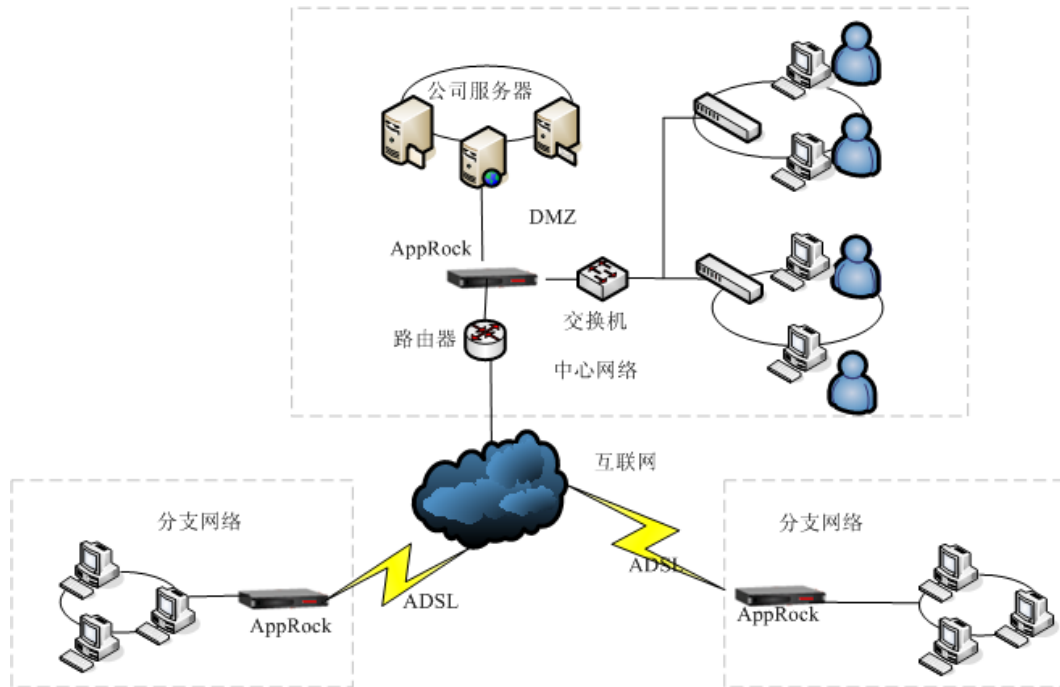 公司服务器
DMZ
AppRock
交换机
路由器
中心网络
互联网
分支网络
分支网络
ADSL
ADSL
AppRock
AppRock